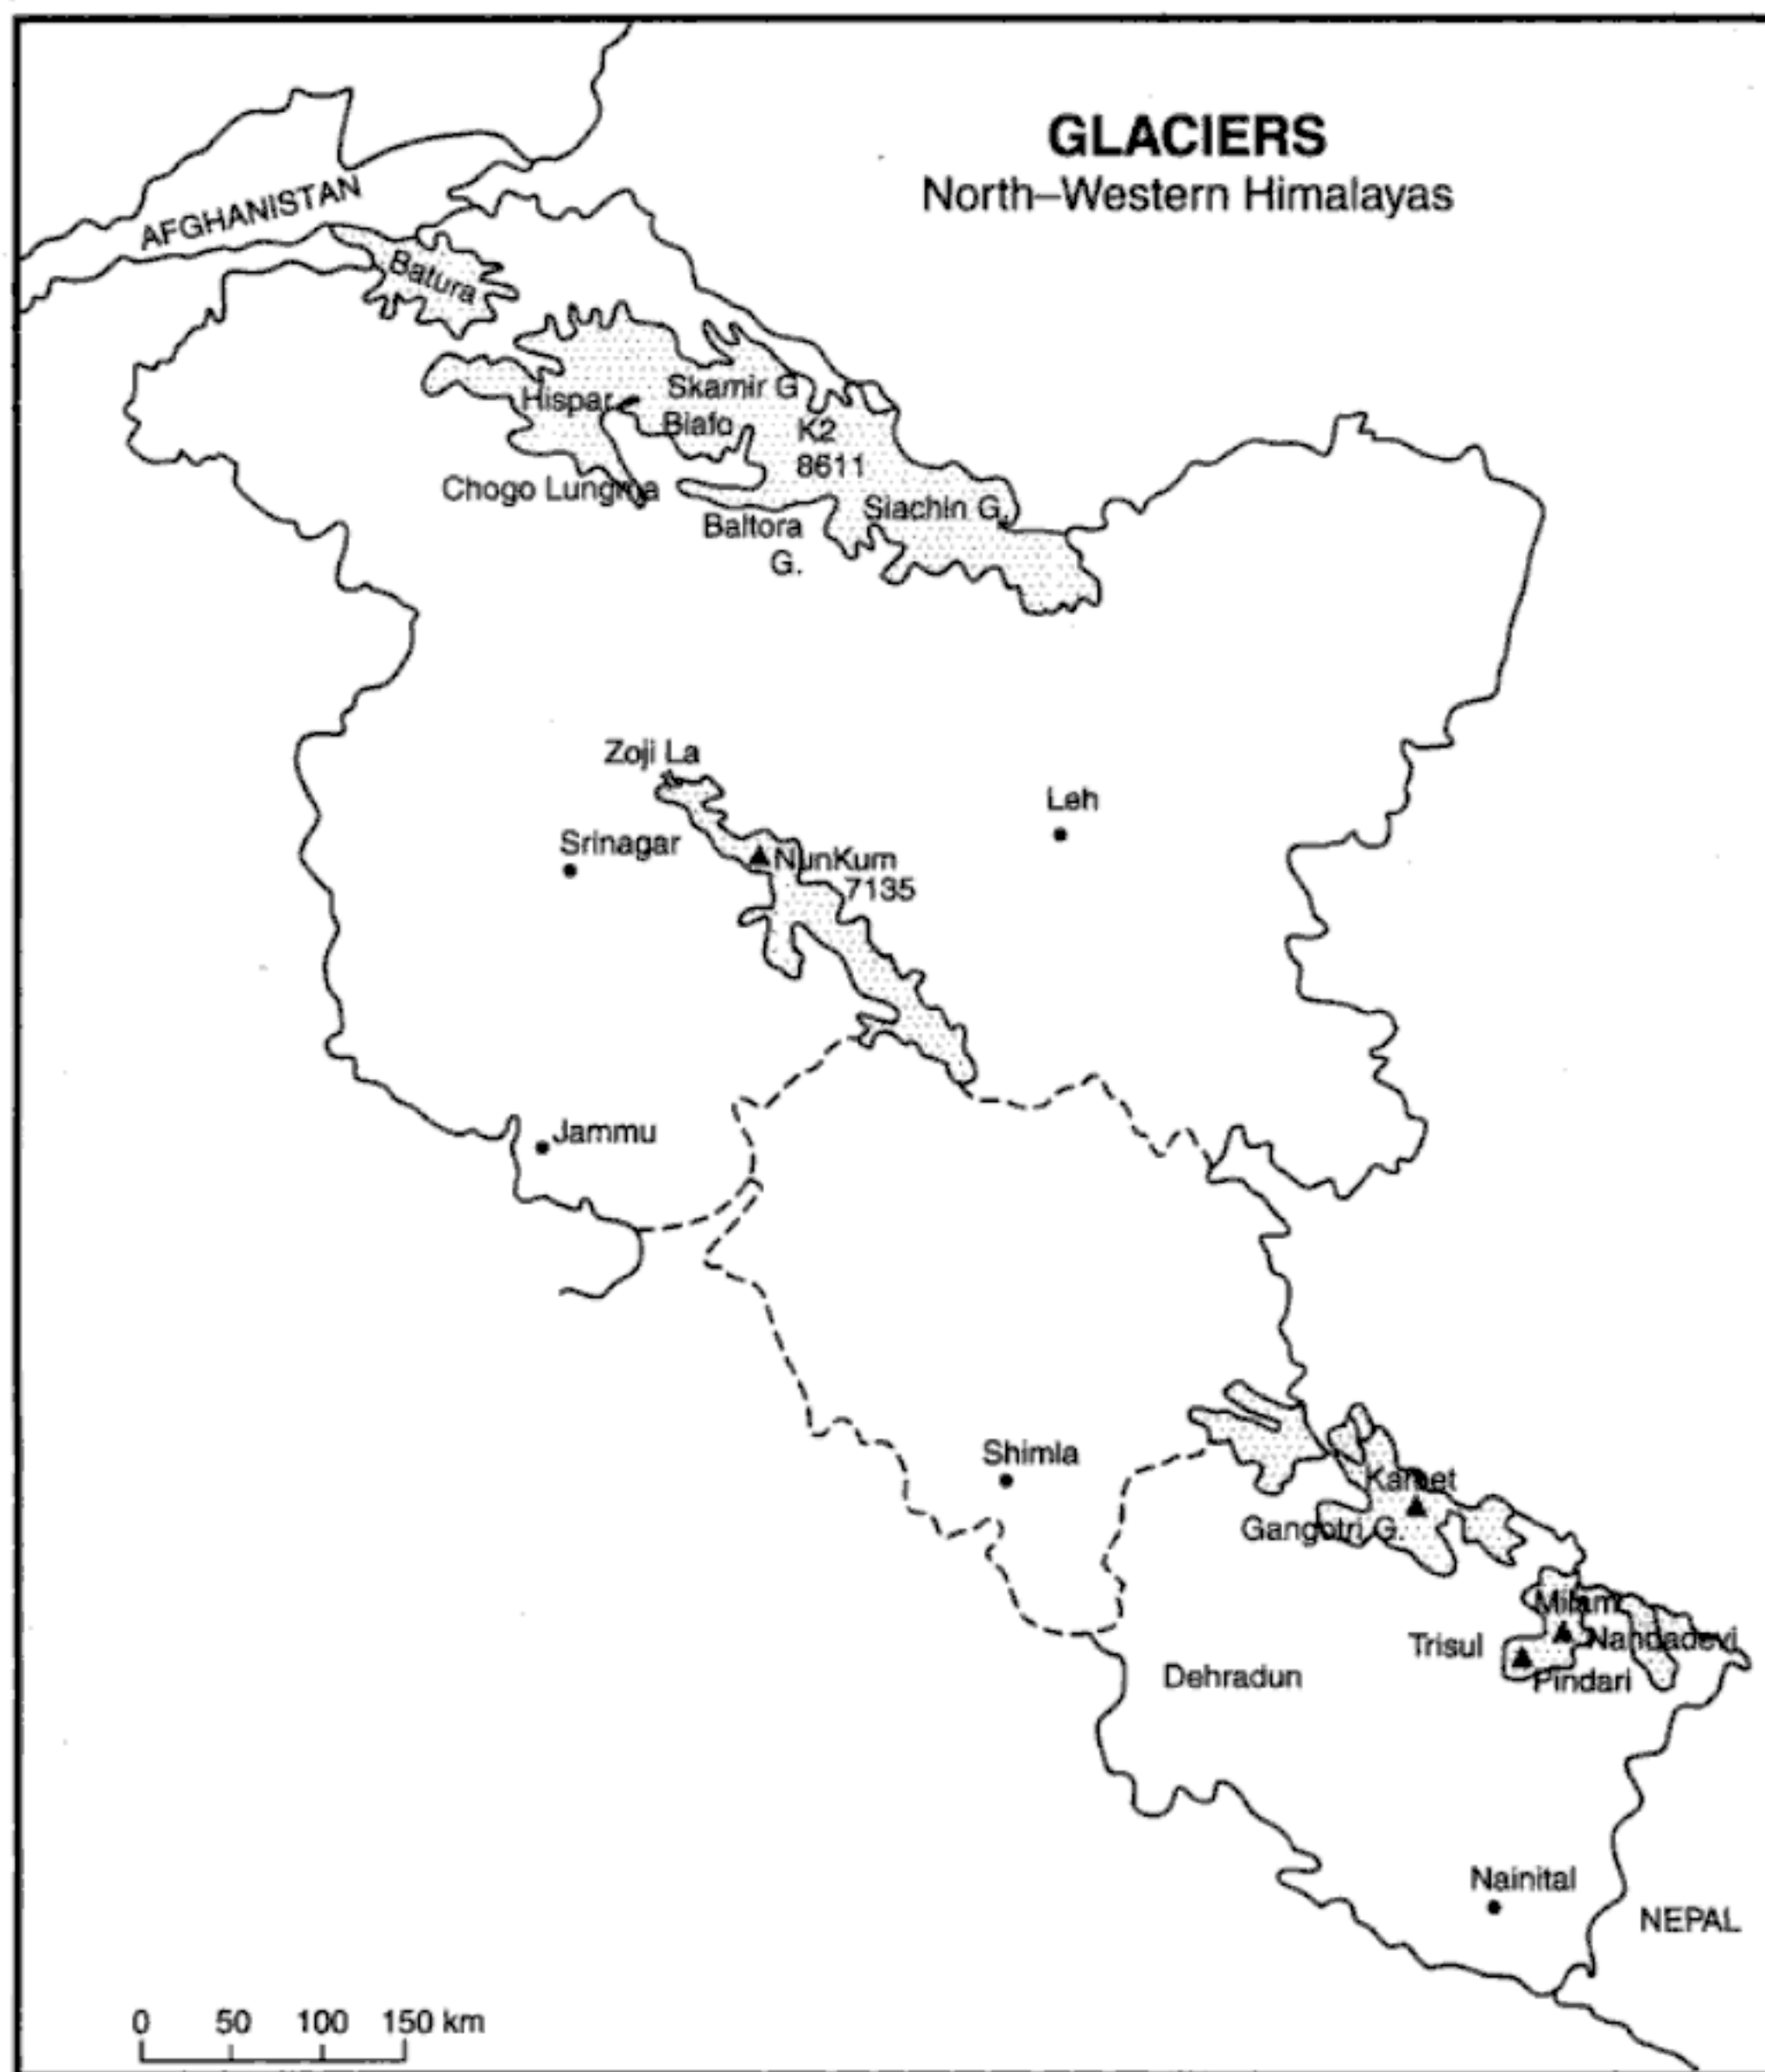 GLACIERS
North–Western Himalayas
AFGHANISTAN
Batura
Skamir G
Hispar
Biafo
K2
8611
Chogo Lungma
Siachin G.
Baltora
G.
Zoji La
Leh
Srinagar
NunKum
7135
Jammu
Shimla
Kamet
Gangotri G.
Milam
Trisul
Nandadevi
Dehradun
Pindari
Nainital
NEPAL
0 50 100 150 km